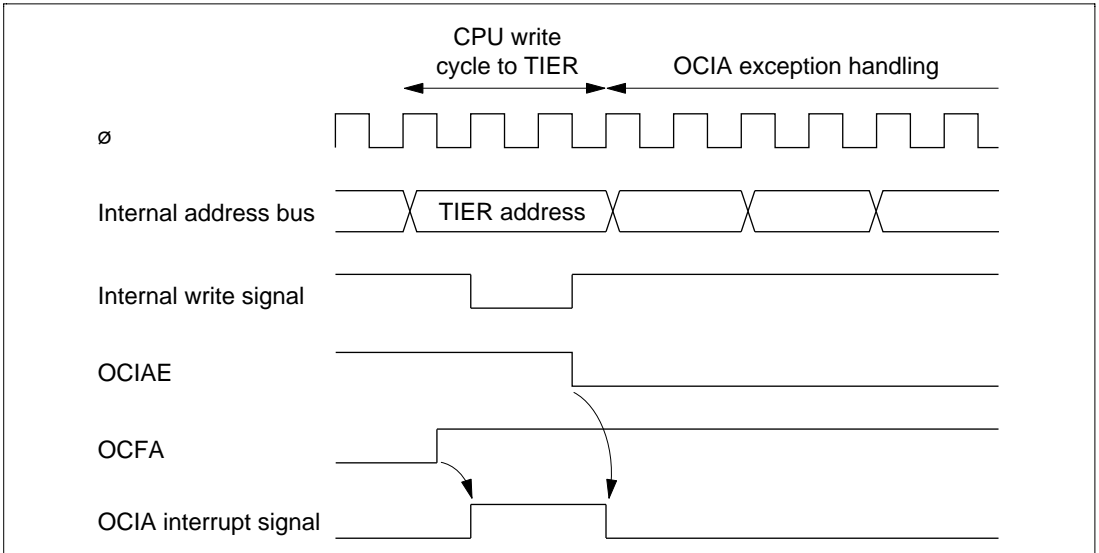 CPU write
cycle to TIER
OCIA exception handling
ø
Internal address bus
TIER address
Internal write signal
OCIAE
OCFA
OCIA interrupt signal